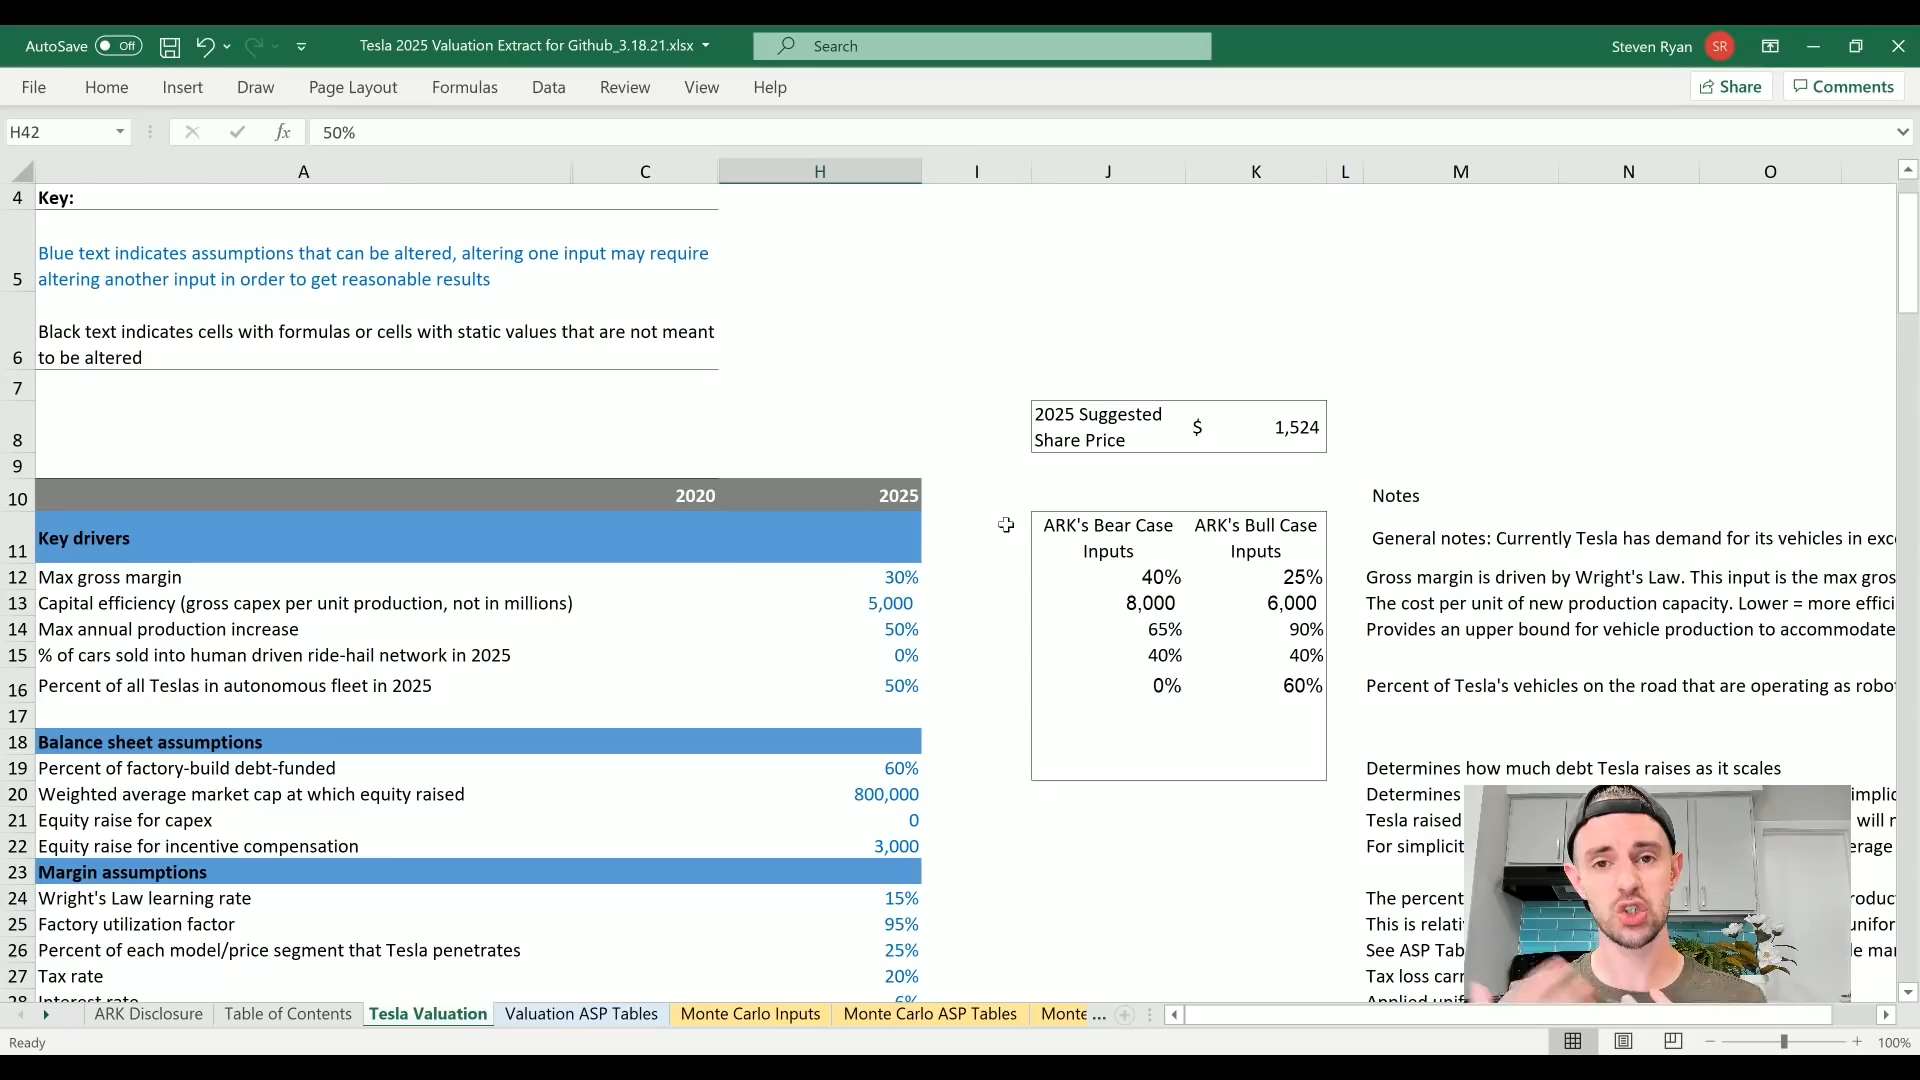 AutoSave Off Tesla 2025 Valuation Extract for Github_3.18.21.xlsx Search Steven Ryan SR
File Home Insert Draw Page Layout Formulas Data Review View Help Share Comments
H42 fx 50%
A C H I J K L M N O
4 Key:
Blue text indicates assumptions that can be altered, altering one input may require
5 altering another input in order to get reasonable results
Black text indicates cells with formulas or cells with static values that are not meant
6 to be altered
7
2025 Suggested
8 Share Price $ 1,524
9
10 2020 2025 Notes
11 Key drivers ARK's Bear Case Inputs ARK's Bull Case Inputs General notes: Currently Tesla has demand for its vehicles in exc
12 Max gross margin 30% 40% 25% Gross margin is driven by Wright's Law. This input is the max gros
13 Capital efficiency (gross capex per unit production, not in millions) 5,000 8,000 6,000 The cost per unit of new production capacity. Lower = more effici
14 Max annual production increase 50% 65% 90% Provides an upper bound for vehicle production to accommodate
15 % of cars sold into human driven ride-hail network in 2025 0% 40% 40%
16 Percent of all Teslas in autonomous fleet in 2025 50% 0% 60% Percent of Tesla's vehicles on the road that are operating as robo
17
18 Balance sheet assumptions
19 Percent of factory-build debt-funded 60% Determines how much debt Tesla raises as it scales
20 Weighted average market cap at which equity raised 800,000 Determines implic
21 Equity raise for capex 0 Tesla raised will r
22 Equity raise for incentive compensation 3,000 For simplicit erage
23 Margin assumptions
24 Wright's Law learning rate 15% The percent roduc
25 Factory utilization factor 95% This is relati unifor
26 Percent of each model/price segment that Tesla penetrates 25% See ASP Tab e mar
27 Tax rate 20% Tax loss carr
28 Interest rate 6% Applied unif
ARK Disclosure Table of Contents Tesla Valuation Valuation ASP Tables Monte Carlo Inputs Monte Carlo ASP Tables Monte ...
Ready 100%